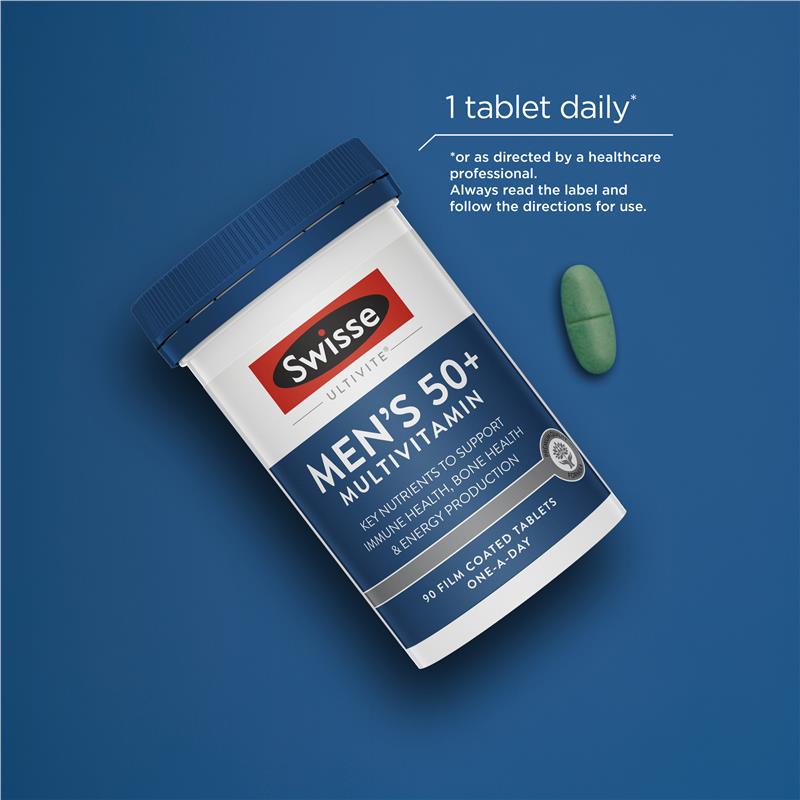 1 tablet daily*
*or as directed by a healthcare
professional.
Always read the label and
follow the directions for use.
Swisse
ULTIVITE®
MEN'S 50+
MULTIVITAMIN
KEY NUTRIENTS TO SUPPORT
IMMUNE HEALTH, BONE HEALTH
& ENERGY PRODUCTION
90 FILM COATED TABLETS
ONE-A-DAY